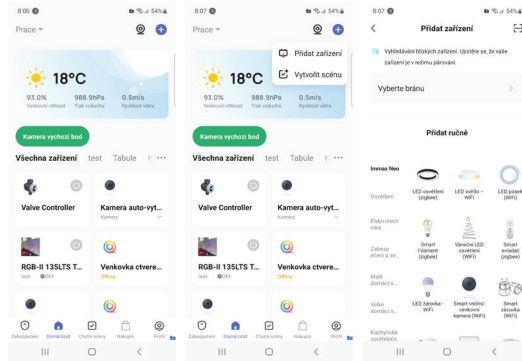 8:06
54%
Prace
18°C
93.0%
988.9hPa
0.5m/s
Venkovní vlhkost
Tlak vzduchu
Rychlost větru
Kamera vychozi bod
Všechna zařízení
test
Tabule
Valve Controller
Kamera auto-vyt...
Kamery
RGB-II 135LTS T...
test
OFF
Venkovka ctvere...
Offline
Zabezpečení
Domácnost
Chytré scény
Nákupní
Profil
8:07
54%
Prace
Přidat zařízení
Vytvořit scénu
18°C
93.0%
988.9hPa
0.5m/s
Venkovní vlhkost
Tlak vzduchu
Rychlost větru
Kamera vychozi bod
Všechna zařízení
test
Tabule
Valve Controller
Kamera auto-vyt...
Kamery
RGB-II 135LTS T...
test
OFF
Venkovka ctvere...
Offline
Zabezpečení
Domácnost
Chytré scény
Nákupní
Profil
8:07
54%
Přidat zařízení
Vyhledávání blízkých zařízení. Ujistěte se, že vaše
zařízení je v režimu párování.
Vyberte bránu
Přidat ručně
Immax Neo
Osvětlení
Elektrotech
nika
Zabezp
ečení a se...
Malé
domácí s...
Velké
domácí s...
Kuchyňské
spotřebiče
LED osvětlení
(zigbee)
LED světlo -
WiFi
LED pásek
(WiFi)
Smart
Filament
(zigbee)
Vánoční LED
osvětlení
(WiFi)
Smart
ovladač
(zigbee)
LED žárovka -
WiFi
Smart vnitřní/
venkovní
kamera (WiFi)
Smart
zásuvka
(WiFi)